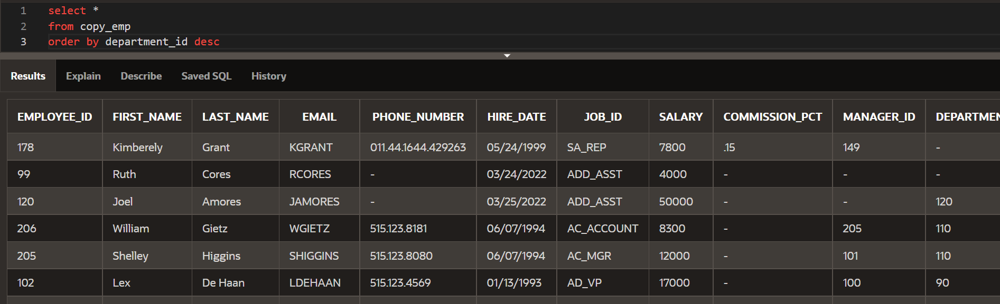 1 select *
2 from copy_emp
3 order by department_id desc
Results Explain Describe Saved SQL History
EMPLOYEE_ID FIRST_NAME LAST_NAME EMAIL PHONE_NUMBER HIRE_DATE JOB_ID SALARY COMMISSION_PCT MANAGER_ID DEPARTMEN
178 Kimberely Grant KGRANT 011.44.1644.429263 05/24/1999 SA_REP 7800 .15 149 -
99 Ruth Cores RCORES - 03/24/2022 ADD_ASST 4000 - - -
120 Joel Amores JAMORES - 03/25/2022 ADD_ASST 50000 - - 120
206 William Gietz WGIETZ 515.123.8181 06/07/1994 AC_ACCOUNT 8300 - 205 110
205 Shelley Higgins SHIGGINS 515.123.8080 06/07/1994 AC_MGR 12000 - 101 110
102 Lex De Haan LDEHAAN 515.123.4569 01/13/1993 AD_VP 17000 - 100 90